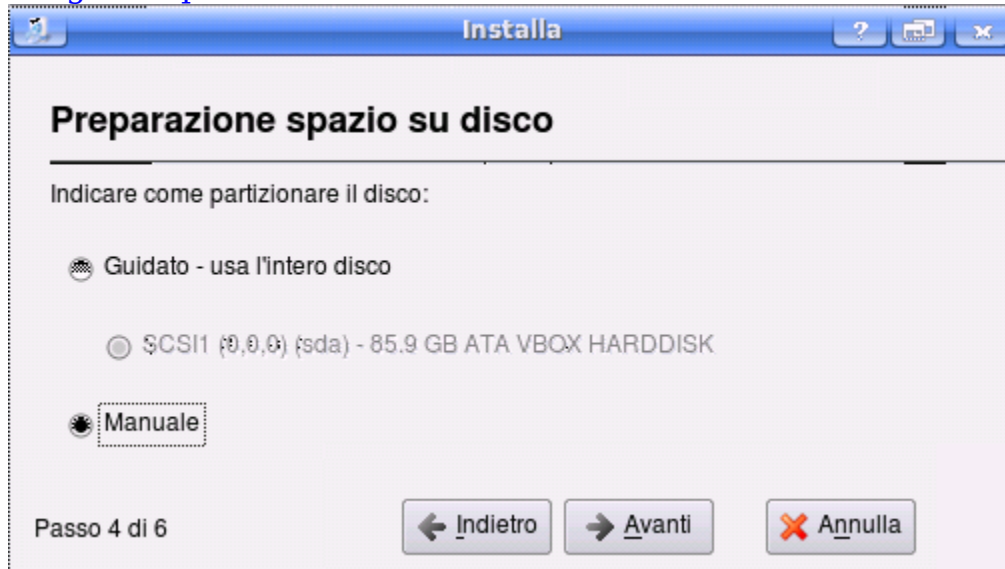 Installa
Preparazione spazio su disco
Indicare come partizionare il disco:
Guidato - usa l'intero disco
SCSI1 (0,0,0) (sda) - 85.9 GB ATA VBOX HARDDISK
Manuale
Passo 4 di 6
Indietro
Avanti
Annulla